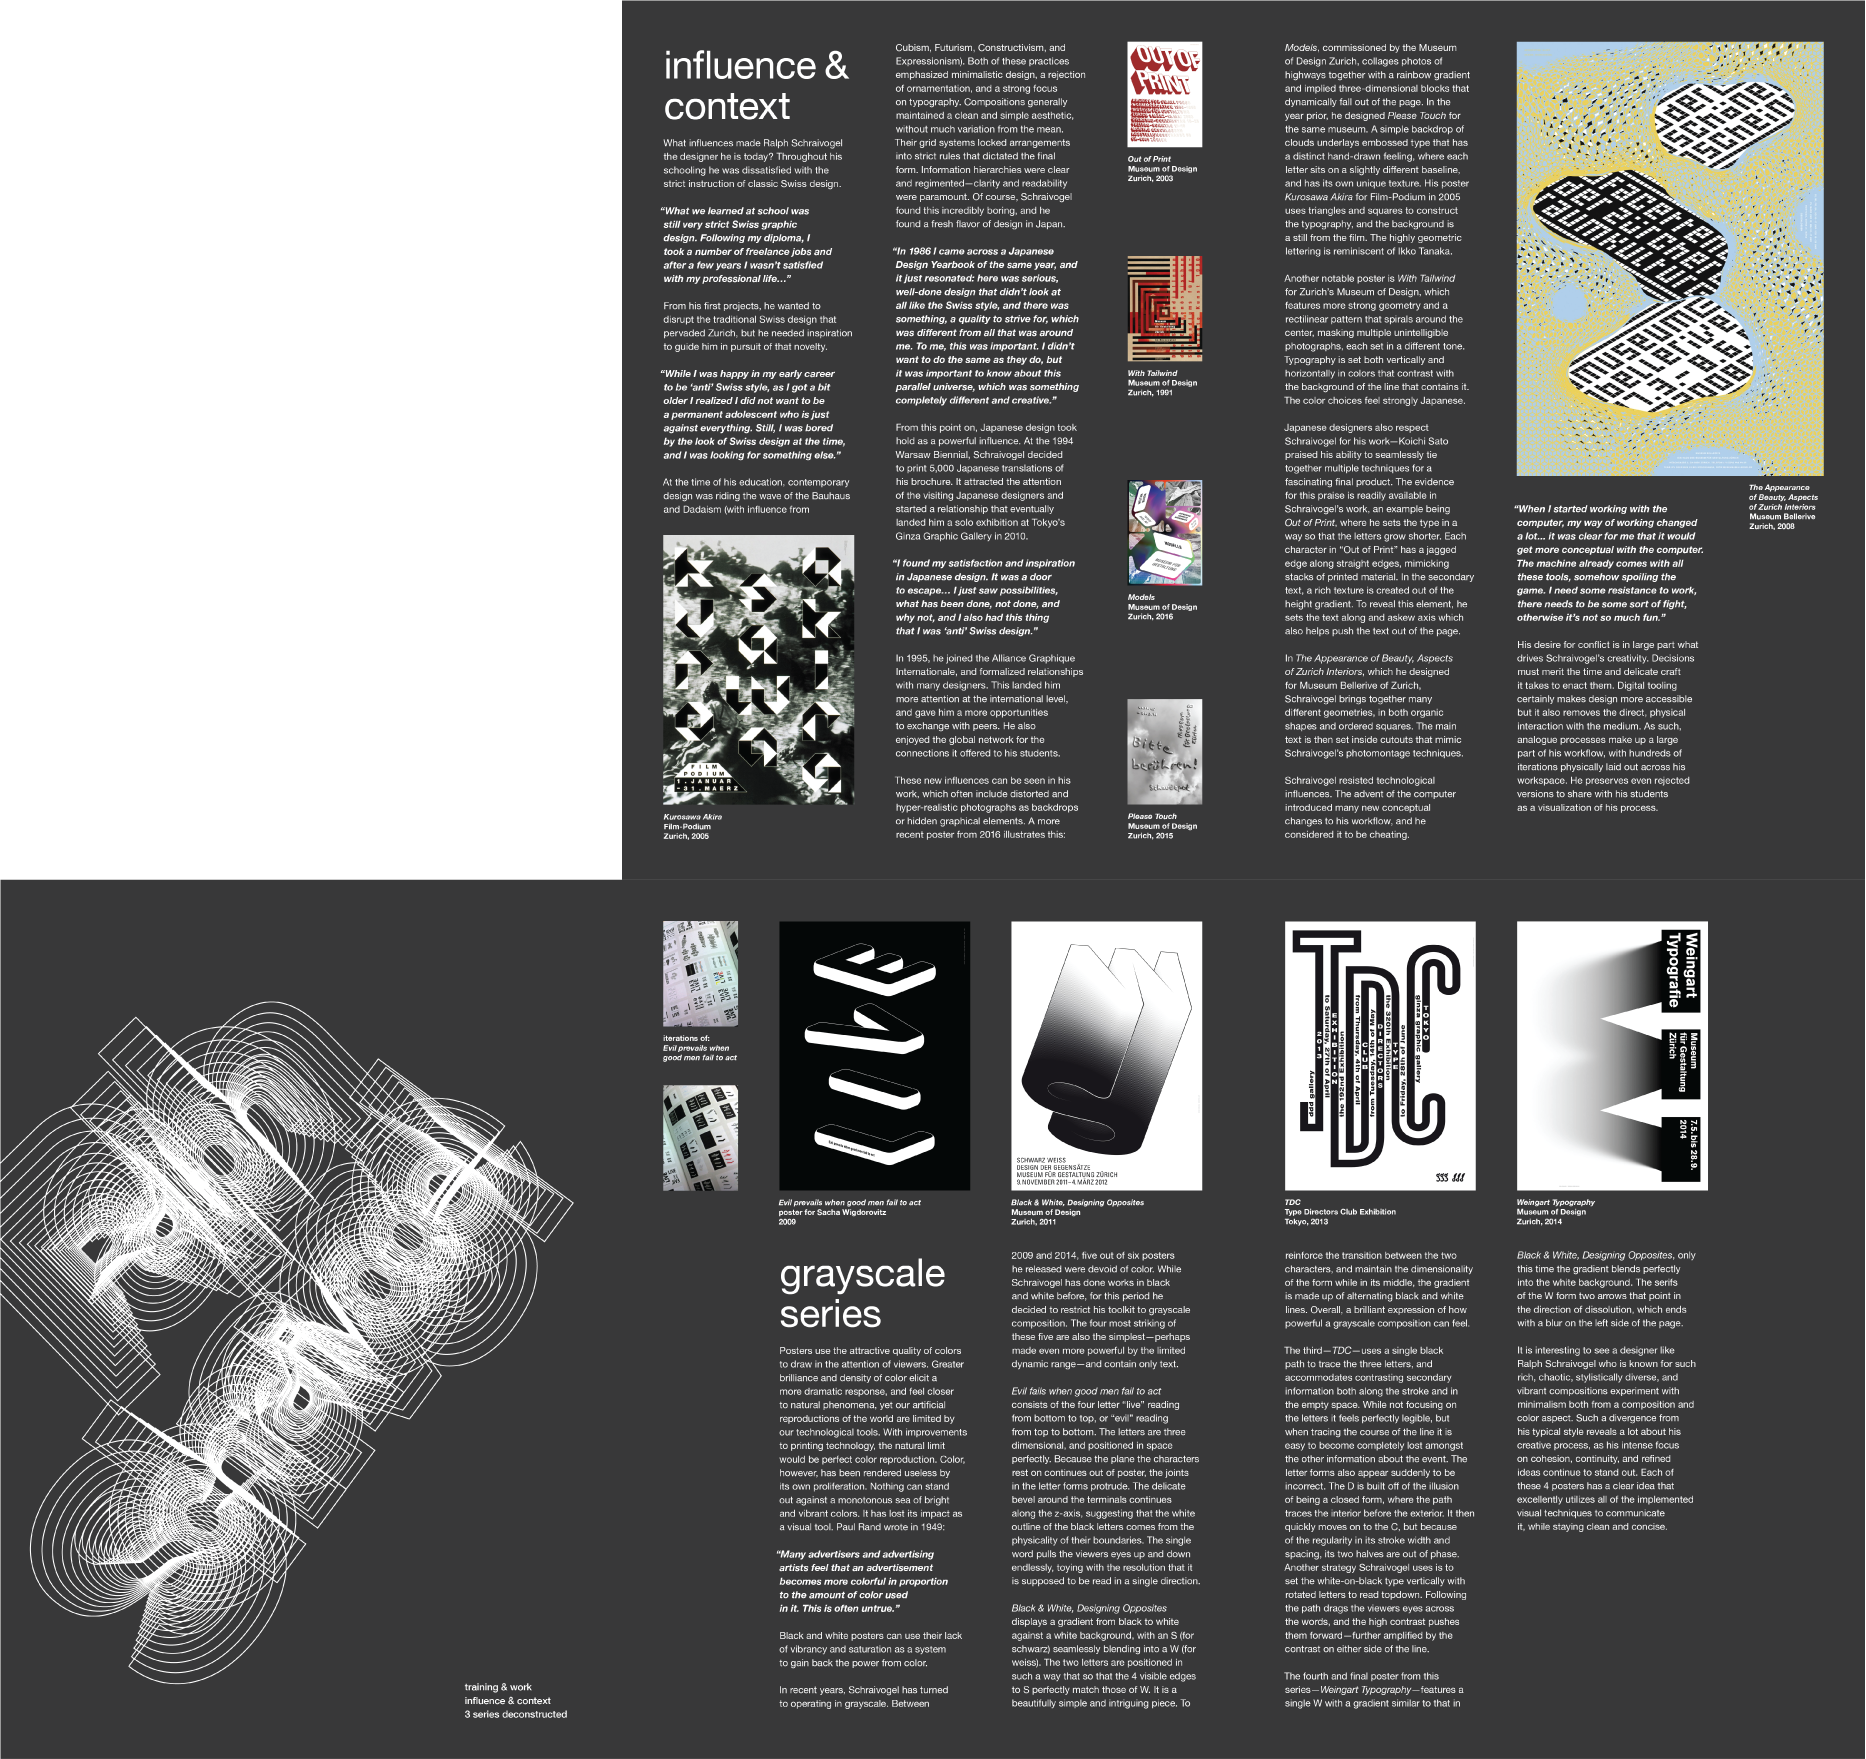 influence &
context
What influences made Ralph Schraivogel
the designer he is today? Throughout his
schooling he was dissatisfied with the
strict instruction of classic Swiss design.
“What we learned at school was
still very strict Swiss graphic
design. Following my diploma, I
took a number of freelance jobs and
after a few years I wasn’t satisfied
with my professional life…”
From his first projects, he wanted to
disrupt the traditional Swiss design that
pervaded Zurich, but he needed inspiration
to guide him in pursuit of that novelty.
“While I was happy in my early career
to be ‘anti’ Swiss style, as I got a bit
older I realized I did not want to be
a permanent adolescent who is just
against everything. Still, I was bored
by the look of Swiss design at the time,
and I was looking for something else.”
At the time of his education, contemporary
design was riding the wave of the Bauhaus
and Dadaism (with influence from
FILM
PODIUM
1. JANUAR
–31. MAERZ
Kurosawa Akira
Film-Podium
Zurich, 2005
Cubism, Futurism, Constructivism, and
Expressionism). Both of these practices
emphasized minimalistic design, a rejection
of ornamentation, and a strong focus
on typography. Compositions generally
maintained a clean and simple aesthetic,
without much variation from the mean.
Their grid systems locked arrangements
into strict rules that dictated the final
form. Information hierarchies were clear
and regimented—clarity and readability
were paramount. Of course, Schraivogel
found this incredibly boring, and he
found a fresh flavor of design in Japan.
“In 1986 I came across a Japanese
Design Yearbook of the same year, and
it just resonated: here was serious,
well-done design that didn’t look at
all like the Swiss style, and there was
something, a quality to strive for, which
was different from all that was around
me. To me, this was important. I didn’t
want to do the same as they do, but
it was important to know about this
parallel universe, which was something
completely different and creative.”
From this point on, Japanese design took
hold as a powerful influence. At the 1994
Warsaw Biennial, Schraivogel decided
to print 5,000 Japanese translations of
his brochure. It attracted the attention
of the visiting Japanese designers and
started a relationship that eventually
landed him a solo exhibition at Tokyo’s
Ginza Graphic Gallery in 2010.
“I found my satisfaction and inspiration
in Japanese design. It was a door
to escape… I just saw possibilities,
what has been done, not done, and
why not, and I also had this thing
that I was ‘anti’ Swiss design.”
In 1995, he joined the Alliance Graphique
Internationale, and formalized relationships
with many designers. This landed him
more attention at the international level,
and gave him a more opportunities
to exchange with peers. He also
enjoyed the global network for the
connections it offered to his students.
These new influences can be seen in his
work, which often include distorted and
hyper-realistic photographs as backdrops
or hidden graphical elements. A more
recent poster from 2016 illustrates this:
OUT OF
PRINT
Out of Print
Museum of Design
Zurich, 2003
With Tailwind
Museum of Design
Zurich, 1991
Models
Museum of Design
Zurich, 2016
Bitte
berühren!
Please Touch
Museum of Design
Zurich, 2015
Models, commissioned by the Museum
of Design Zurich, collages photos of
highways together with a rainbow gradient
and implied three-dimensional blocks that
dynamically fall out of the page. In the
year prior, he designed Please Touch for
the same museum. A simple backdrop of
clouds underlays embossed type that has
a distinct hand-drawn feeling, where each
letter sits on a slightly different baseline,
and has its own unique texture. His poster
Kurosawa Akira for Film-Podium in 2005
uses triangles and squares to construct
the typography, and the background is
a still from the film. The highly geometric
lettering is reminiscent of Ikko Tanaka.
Another notable poster is With Tailwind
for Zurich’s Museum of Design, which
features more strong geometry and a
rectilinear pattern that spirals around the
center, masking multiple unintelligible
photographs, each set in a different tone.
Typography is set both vertically and
horizontally in colors that contrast with
the background of the line that contains it.
The color choices feel strongly Japanese.
Japanese designers also respect
Schraivogel for his work—Koichi Sato
praised his ability to seamlessly tie
together multiple techniques for a
fascinating final product. The evidence
for this praise is readily available in
Schraivogel’s work, an example being
Out of Print, where he sets the type in a
way so that the letters grow shorter. Each
character in “Out of Print” has a jagged
edge along straight edges, mimicing
stacks of printed material. In the secondary
text, a rich texture is created out of the
height gradient. To reveal this element, he
sets the text along and askew axis which
also helps push the text out of the page.
In The Appearance of Beauty, Aspects
of Zurich Interiors, which he designed
for Museum Bellerive of Zurich,
Schraivogel brings together many
different geometries, in both organic
shapes and ordered squares. The main
text is then set inside cutouts that mimic
Schraivogel’s photomontage techniques.
Schraivogel resisted technological
influences. The advent of the computer
introduced many new conceptual
changes to his workflow, and he
considered it to be cheating.
The Appearance
of Beauty, Aspects
of Zurich Interiors
Museum Bellerive
Zurich, 2008
“When I started working with the
computer, my way of working changed
a lot... it was clear for me that it would
get more conceptual with the computer.
The machine already comes with all
these tools, somehow spoiling the
game. I need some resistance to work,
there needs to be some sort of fight,
otherwise it’s not so much fun.”
His desire for conflict is in large part what
drives Schraivogel’s creativity. Decisions
must merit the time and delicate craft
it takes to enact them. Digital tooling
certainly makes design more accessible
but it also removes the direct, physical
interaction with the medium. As such,
analogue processes make up a large
part of his workflow, with hundreds of
iterations physically laid out across his
workspace. He preserves even rejected
versions to share with his students
as a visualization of his process.
training & work
influence & context
3 series deconstructed
iterations of:
Evil prevails when
good men fail to act
LIVE
Evil prevails when good men fail to act
poster for Sacha Wigdorovitz
2009
SCHWARZ WEISS
DESIGN DER GEGENSÄTZE
MUSEUM FÜR GESTALTUNG ZÜRICH
9. NOVEMBER 2011–4. MÄRZ 2012
Black & White, Designing Opposites
Museum of Design
Zurich, 2011
TDC
ddd gallery
to Saturday, 27th of April
2013
EXHIBITION
from Thursday, 4th of April
CLUB
from Tuesday, 14th of May
DIRECTORS
the 320th Exhibition
TYPE
to Friday, 28th of June
ginza graphic gallery
TOKYO
TDC
Type Directors Club Exhibition
Tokyo, 2013
Weingart
Typografie
Museum
für Gestaltung
Zürich
7.5. bis 28.9.
2014
Weingart Typography
Museum of Design
Zurich, 2014
grayscale
series
Posters use the attractive quality of colors
to draw in the attention of viewers. Greater
brilliance and density of color elicit a
more dramatic response, and feel closer
to natural phenomena, yet our artificial
reproductions of the world are limited by
our technological tools. With improvements
to printing technology, the natural limit
would be perfect color reproduction. Color,
however, has been rendered useless by
its own proliferation. Nothing can stand
out against a monotonous sea of bright
and vibrant colors. It has lost its impact as
a visual tool. Paul Rand wrote in 1949:
“Many advertisers and advertising
artists feel that an advertisement
becomes more colorful in proportion
to the amount of color used
in it. This is often untrue.”
Black and white posters can use their lack
of vibrancy and saturation as a system
to gain back the power from color.
In recent years, Schraivogel has turned
to operating in grayscale. Between
2009 and 2014, five out of six posters
he released were devoid of color. While
Schraivogel has done works in black
and white before, for this period he
decided to restrict his toolkit to grayscale
composition. The four most striking of
these five are also the simplest—perhaps
made even more powerful by the limited
dynamic range—and contain only text.
Evil fails when good men fail to act
consists of the four letter “live” reading
from bottom to top, or “evil” reading
from top to bottom. The letters are three
dimensional, and positioned in space
perfectly. Because the plane the characters
rest on continues out of poster, the joints
in the letter forms protrude. The delicate
bevel around the terminals continues
along the z-axis, suggesting that the white
outline of the black letters comes from the
physicality of their boundaries. The single
word pulls the viewers eyes up and down
endlessly, toying with the resolution that it
is supposed to be read in a single direction.
Black & White, Designing Opposites
displays a gradient from black to white
against a white background, with an S (for
schwarz) seamlessly blending into a W (for
weiss). The two letters are positioned in
such a way that so that the 4 visible edges
to S perfectly match those of W. It is a
beautifully simple and intriguing piece. To
reinforce the transition between the two
characters, and maintain the dimensionality
of the form while in its middle, the gradient
is made up of alternating black and white
lines. Overall, a brilliant expression of how
powerful a grayscale composition can feel.
The third—TDC—uses a single black
path to trace the three letters, and
accommodates contrasting secondary
information both along the stroke and in
the empty space. While not focusing on
the letters it feels perfectly legible, but
when tracing the course of the line it is
easy to become completely lost amongst
the other information about the event. The
letter forms also appear suddenly to be
incorrect. The D is built off of the illusion
of being a closed form, where the path
traces the interior before the exterior. It then
quickly moves on to the C, but because
of the regularity in its stroke width and
spacing, its two halves are out of phase.
Another strategy Schraivogel uses is to
set the white-on-black type vertically with
rotated letters to read topdown. Following
the path drags the viewers eyes across
the words, and the high contrast pushes
them forward—further amplified by the
contrast on either side of the line.
The fourth and final poster from this
series—Weingart Typography—features a
single W with a gradient similar to that in
Black & White, Designing Opposites, only
this time the gradient blends perfectly
into the white background. The serifs
of the W form two arrows that point in
the direction of dissolution, which ends
with a blur on the left side of the page.
It is interesting to see a designer like
Ralph Schraivogel who is known for such
rich, chaotic, stylistically diverse, and
vibrant compositions experiment with
minimalism both from a composition and
color aspect. Such a divergence from
his typical style reveals a lot about his
creative process, as his intense focus
on cohesion, continuity, and refined
ideas continue to stand out. Each of
these 4 posters has a clear idea that
excellently utilizes all of the implemented
visual techniques to communicate
it, while staying clean and concise.